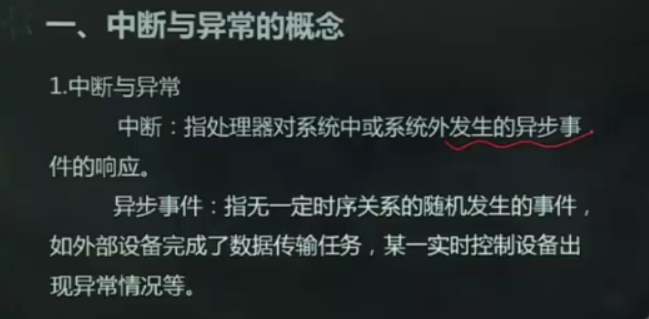 一、中断与异常的概念
1.中断与异常
中断：指处理器对系统中或系统外发生的异步事
件的响应。
异步事件：指无一定时序关系的随机发生的事件，
如外部设备完成了数据传输任务，某一实时控制设备出
现异常情况等。